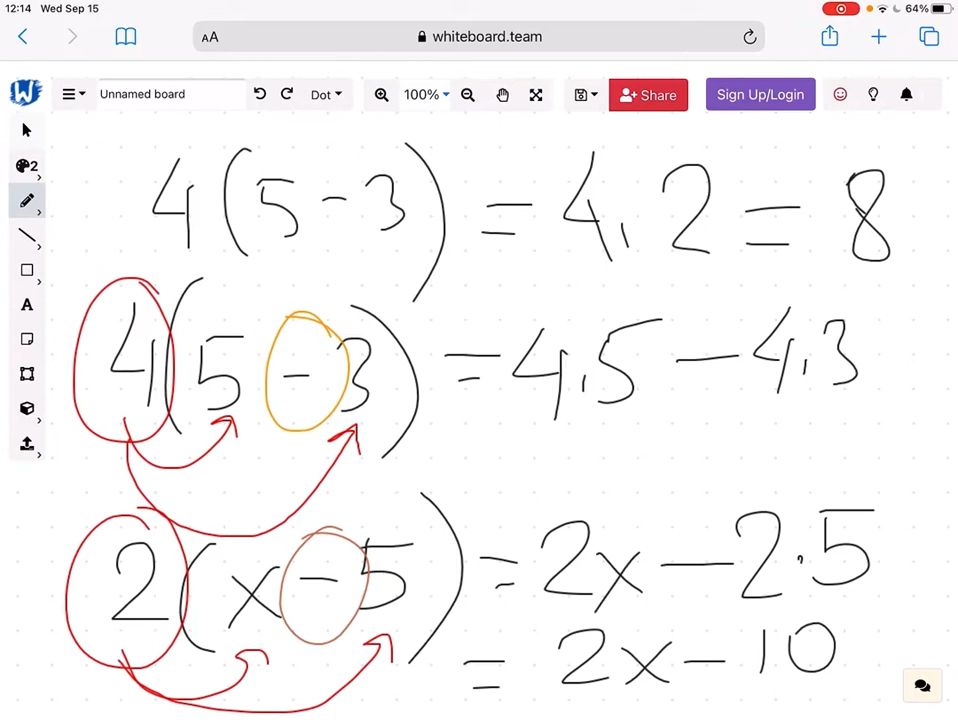 12:14 Wed Sep 15
64%
AA
whiteboard.team
Unnamed board
Dot
100%
Share
Sign Up/Login
2
A
4(5-3) = 4.2 = 8
4(5-3) = 4.5 - 4.3
2(x-5) = 2x - 2.5
= 2x - 10